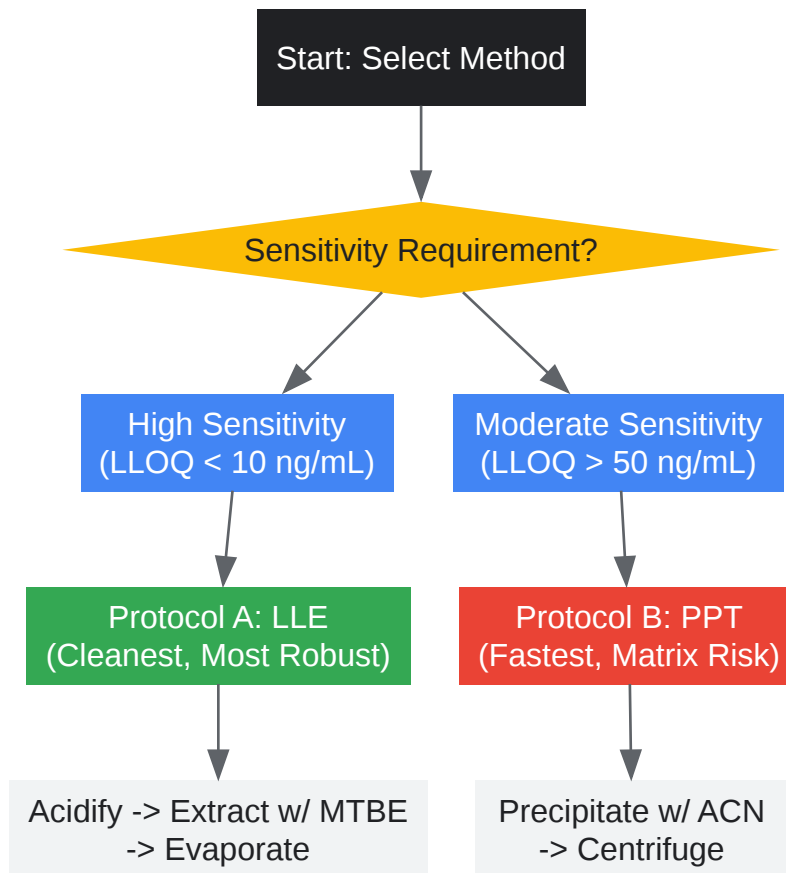 Start: Select Method
Sensitivity Requirement?
High Sensitivity
(LLOQ < 10 ng/mL)
Moderate Sensitivity
(LLOQ > 50 ng/mL)
Protocol A: LLE
(Cleanest, Most Robust)
Protocol B: PPT
(Fastest, Matrix Risk)
Acidify -> Extract w/ MTBE
-> Evaporate
Precipitate w/ ACN
-> Centrifuge